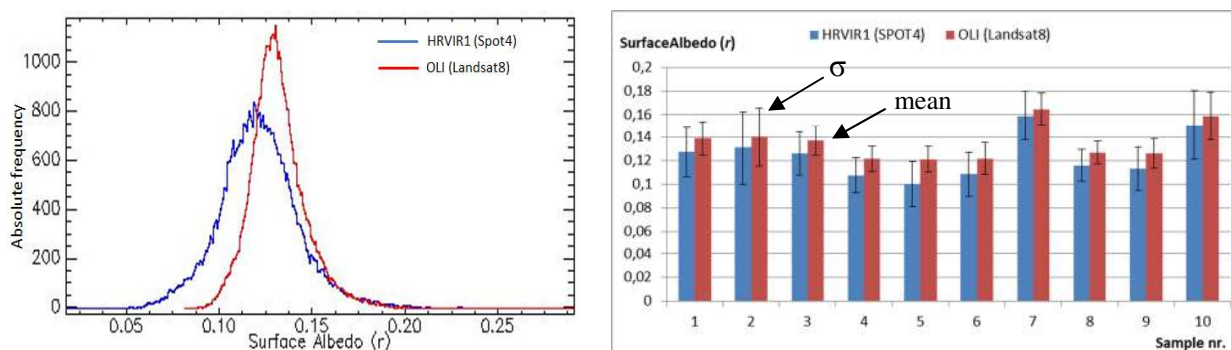 Absolute frequency
1000
800
600
400
200
0
HRVIR1 (Spot4)
OLI (Landsat8)
0.05 0.10 0.15 0.20 0.25
Surface Albedo (r)
SurfaceAlbedo (r)
HRVIR1 (SPOT4) OLI (Landsat8)
σ
mean
0,2
0,18
0,16
0,14
0,12
0,1
0,08
0,06
0,04
0,02
0
1 2 3 4 5 6 7 8 9 10
Sample nr.